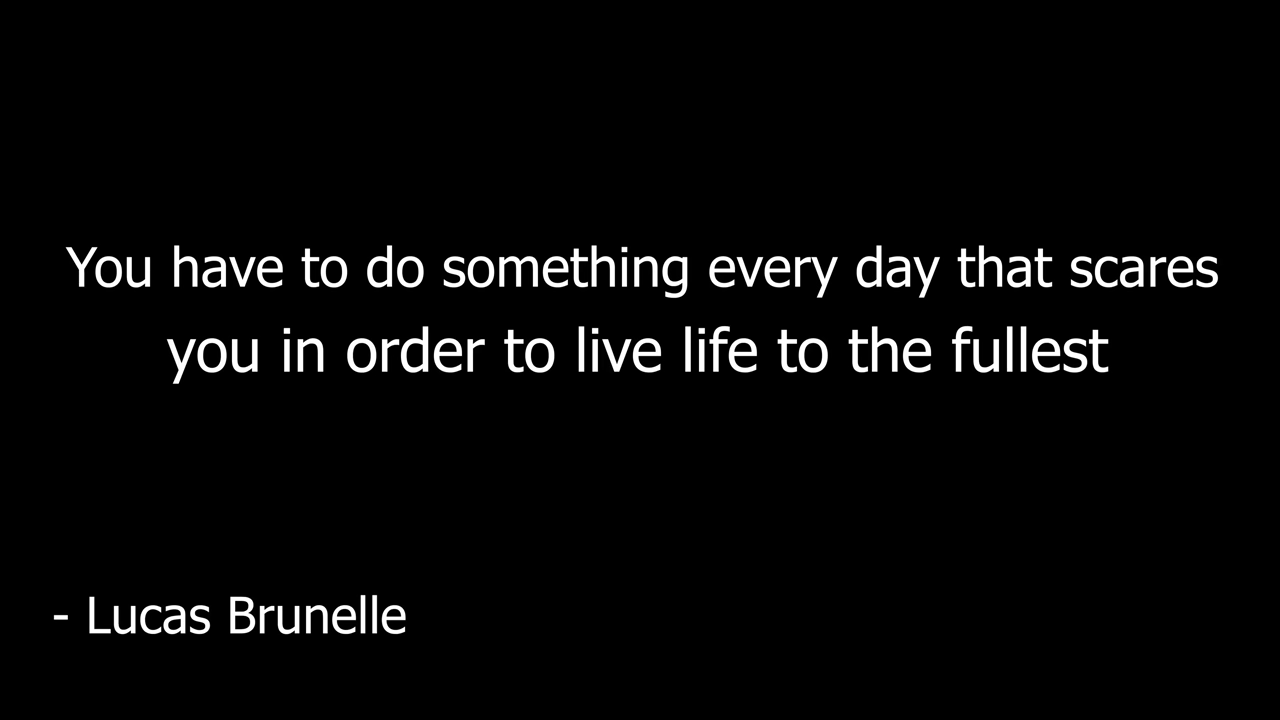 You have to do something every day that scares
you in order to live life to the fullest
- Lucas Brunelle